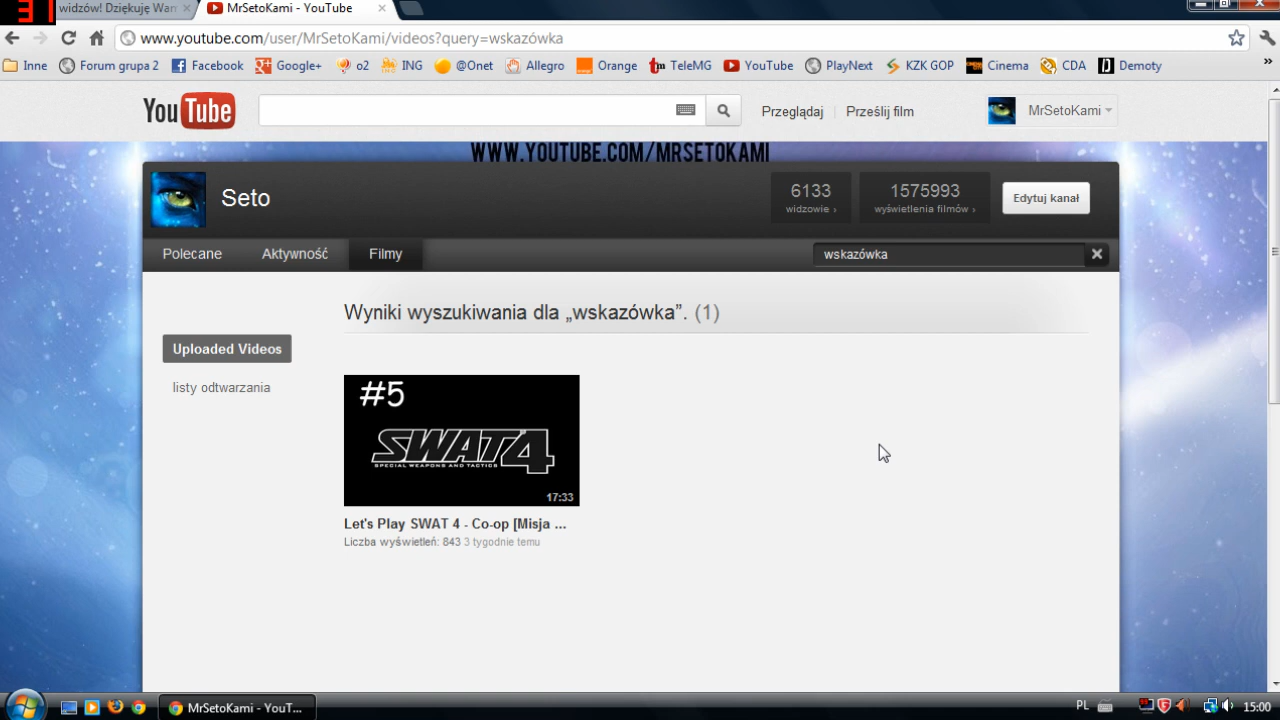 31
widzów! Dziękuję Wam
MrSetoKami - YouTube
www.youtube.com/user/MrSetoKami/videos?query=wskazówka
Inne Forum grupa 2 Facebook Google+ o2 ING @Onet Allegro Orange TeleMG YouTube PlayNext KZK GOP Cinema CDA Demoty »
YouTube Przeglądaj Prześlij film MrSetoKami
WWW.YOUTUBE.COM/MRSETOKAMI
Seto 6133 1575993 Edytuj kanał
widzowie › wyświetlenia filmów ›
Polecane Aktywność Filmy wskazówka
Wyniki wyszukiwania dla „wskazówka”. (1)
Uploaded Videos
listy odtwarzania
#5
SWAT4
SPECIAL WEAPONS AND TACTICS
17:33
Let's Play SWAT 4 - Co-op [Misja ...
Liczba wyświetleń: 843 3 tygodnie temu
MrSetoKami - YouT... PL 15:00